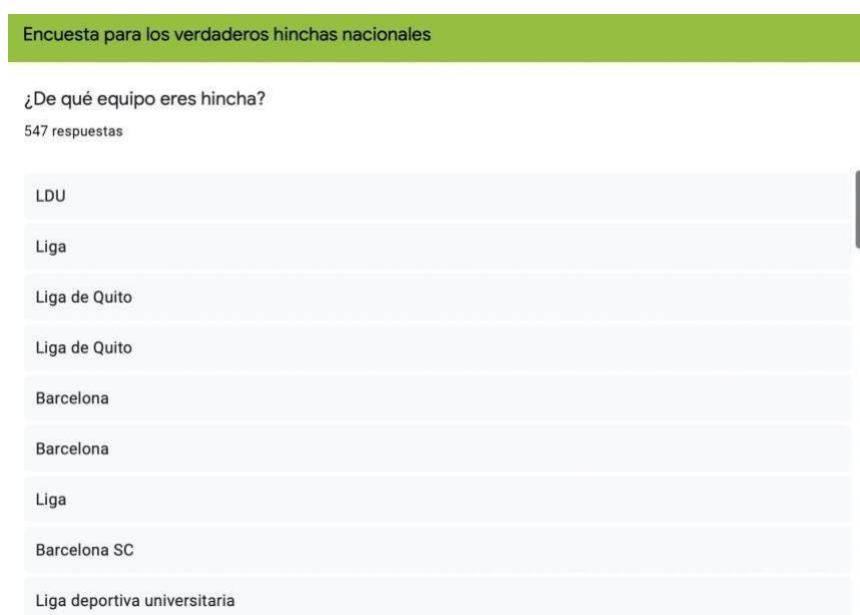 Encuesta para los verdaderos hinchas nacionales
¿De qué equipo eres hincha?
547 respuestas
LDU
Liga
Liga de Quito
Liga de Quito
Barcelona
Barcelona
Liga
Barcelona SC
Liga deportiva universitaria